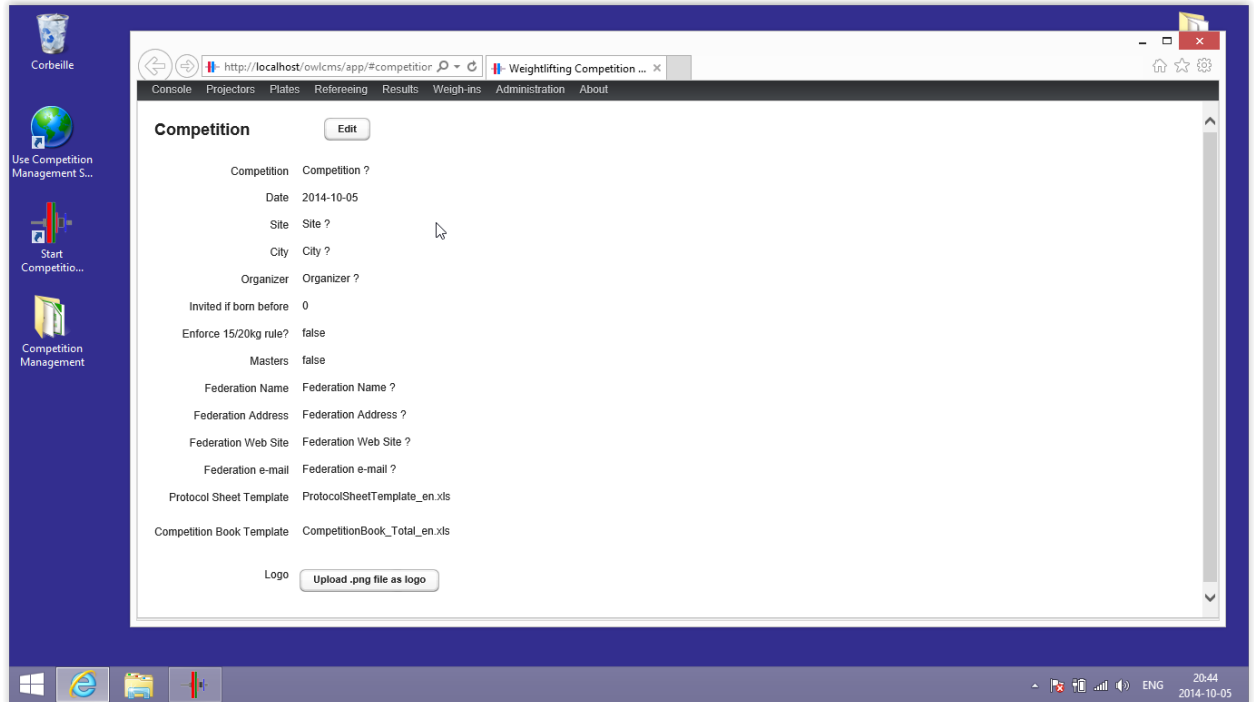 Corbeille
Use Competition
Management S...
Start
Competitio...
Competition
Management
http://localhost/owlcms/app/#competitior
Weightlifting Competition ...
Console Projectors Plates Refereeing Results Weigh-ins Administration About
Competition Edit
Competition Competition ?
Date 2014-10-05
Site Site ?
City City ?
Organizer Organizer ?
Invited if born before 0
Enforce 15/20kg rule? false
Masters false
Federation Name Federation Name ?
Federation Address Federation Address ?
Federation Web Site Federation Web Site ?
Federation e-mail Federation e-mail ?
Protocol Sheet Template ProtocolSheetTemplate_en.xls
Competition Book Template CompetitionBook_Total_en.xls
Logo Upload .png file as logo
ENG
20:44
2014-10-05